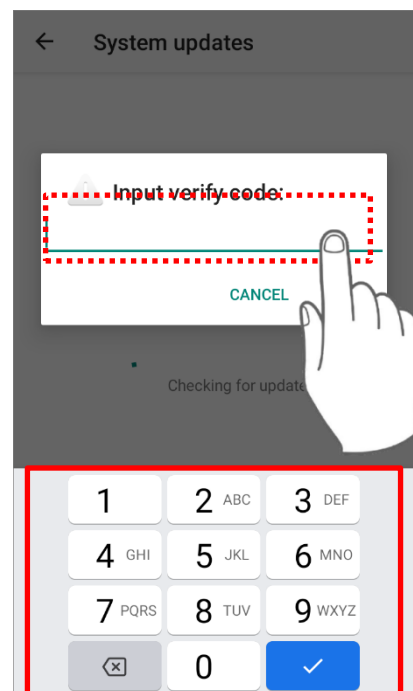 System updates
Input verify code:
CANCEL
Checking for update
1 2 ABC 3 DEF
4 GHI 5 JKL 6 MNO
7 PQRS 8 TUV 9 WXYZ
0